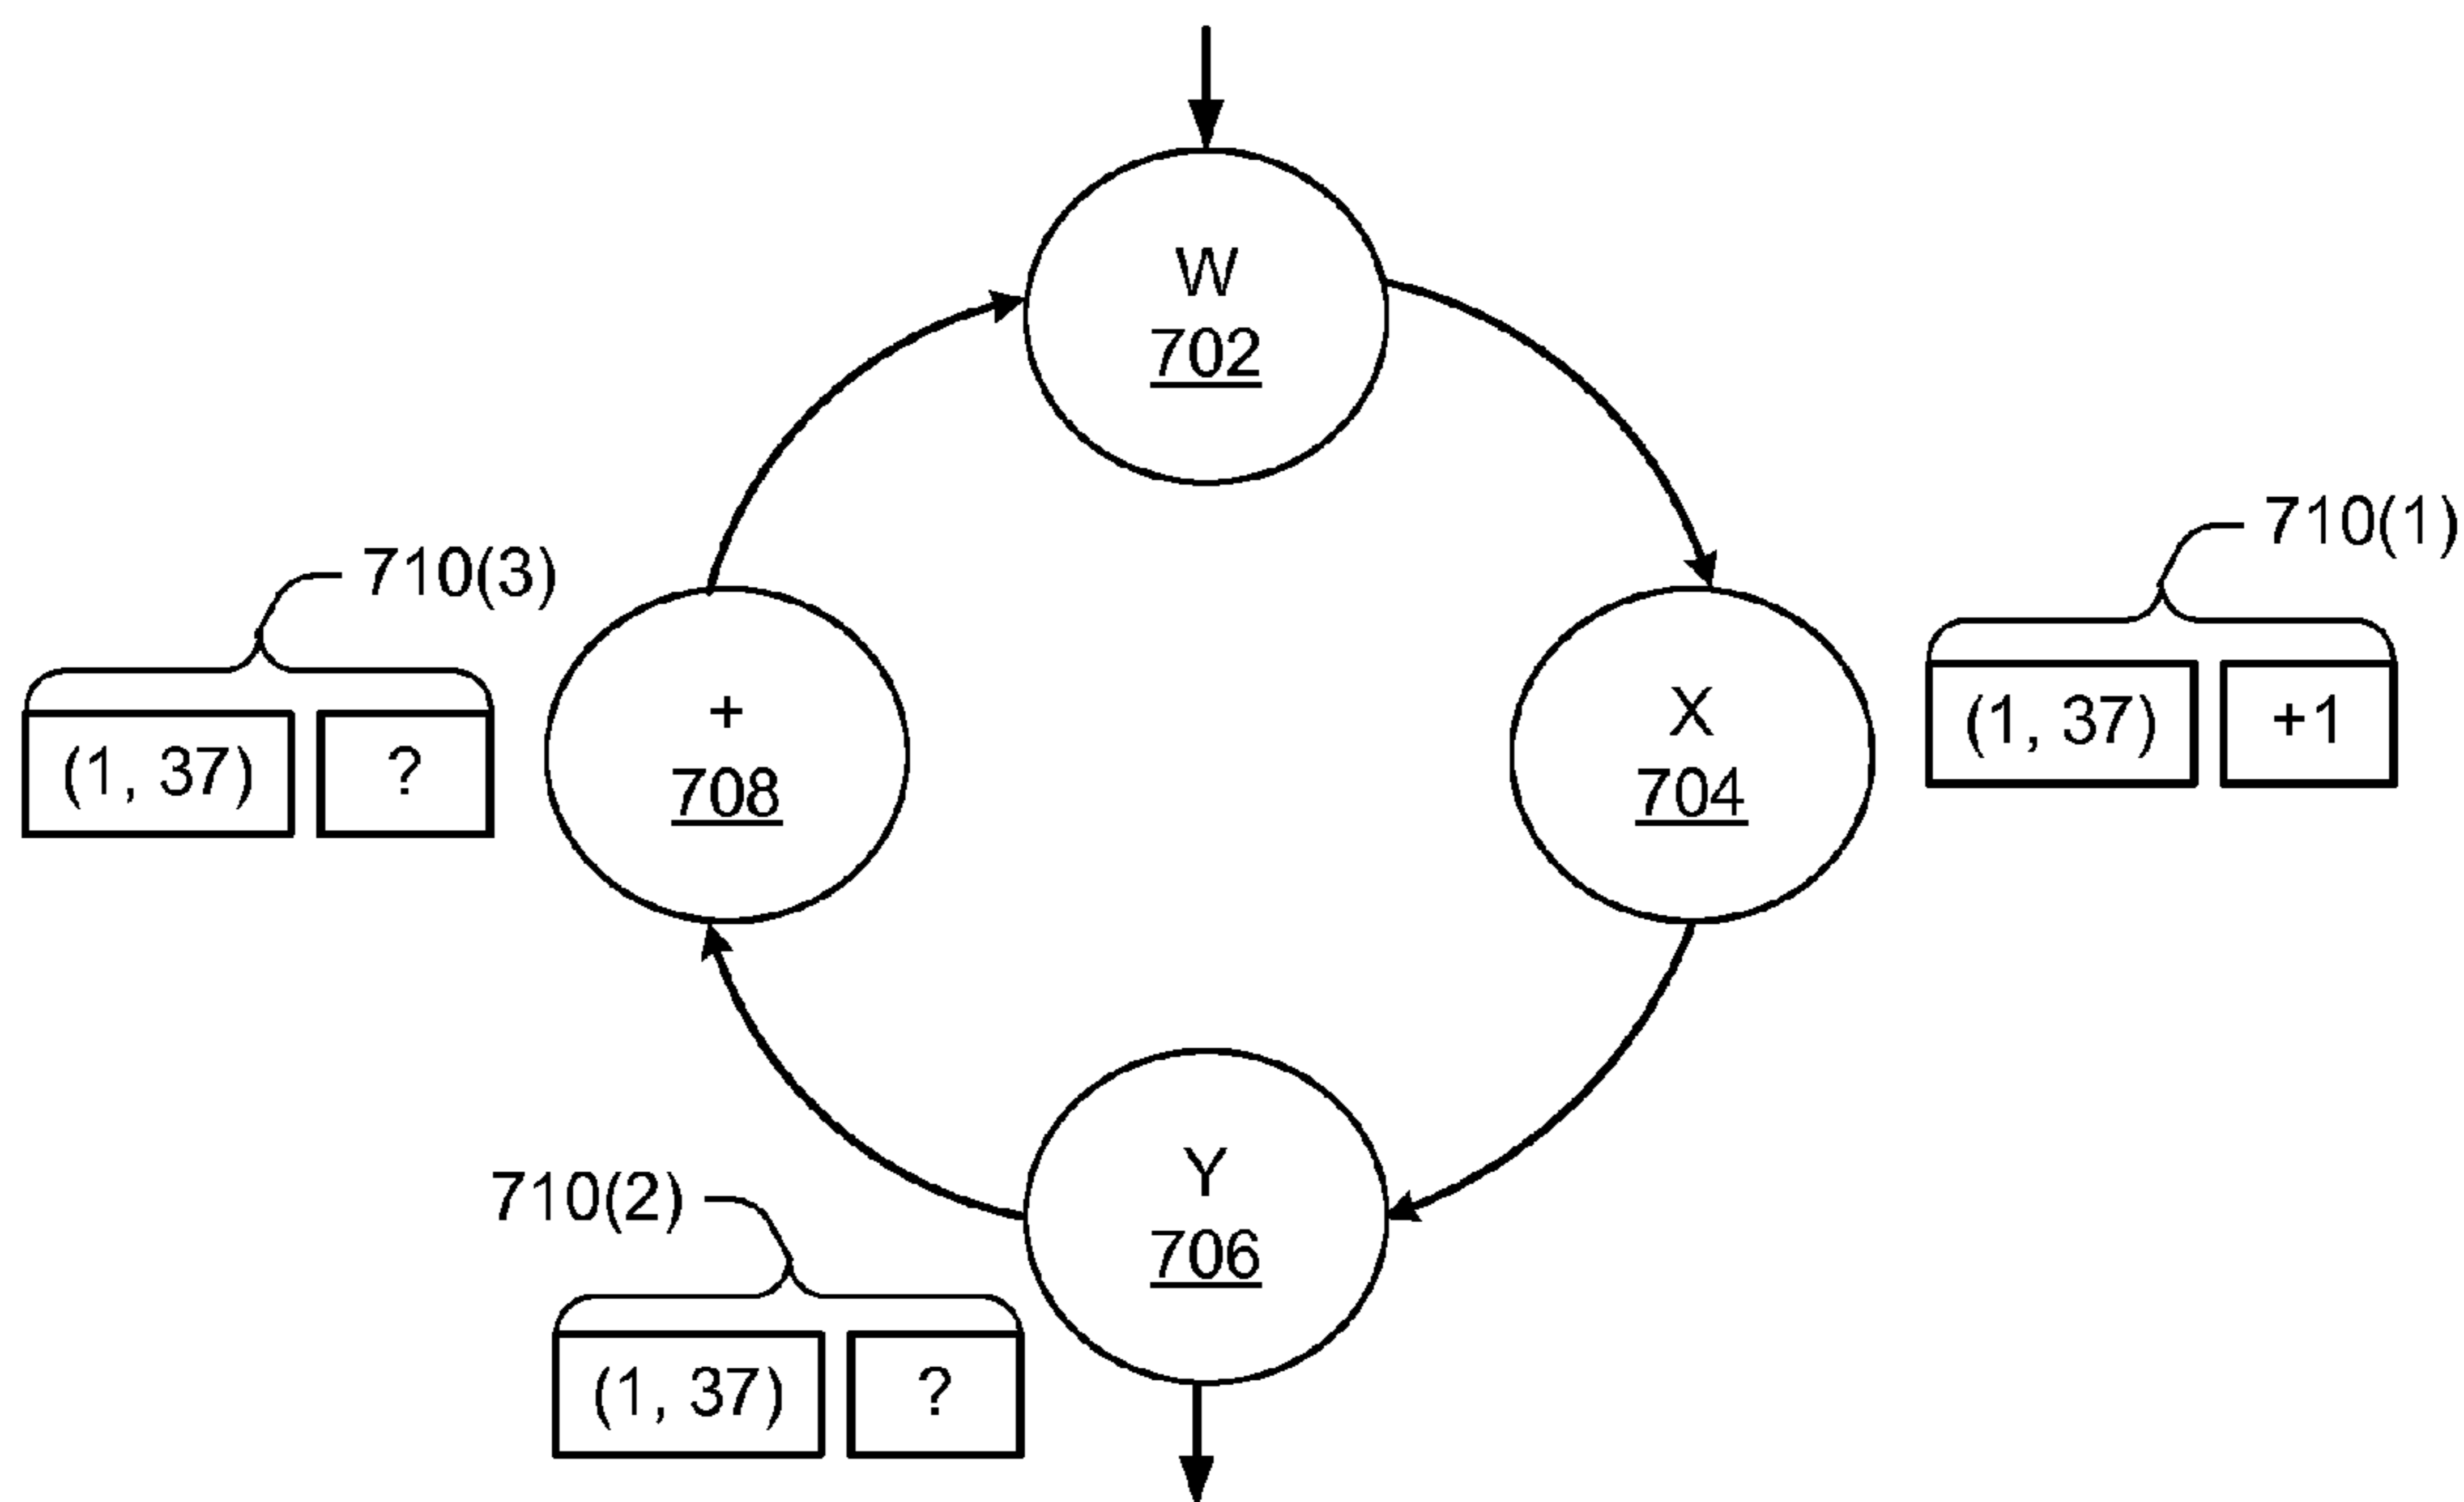 W
702
710(1)
710(3)
(1, 37) +1
X
704
+
708
(1, 37) ?
Y
706
710(2)
(1, 37) ?